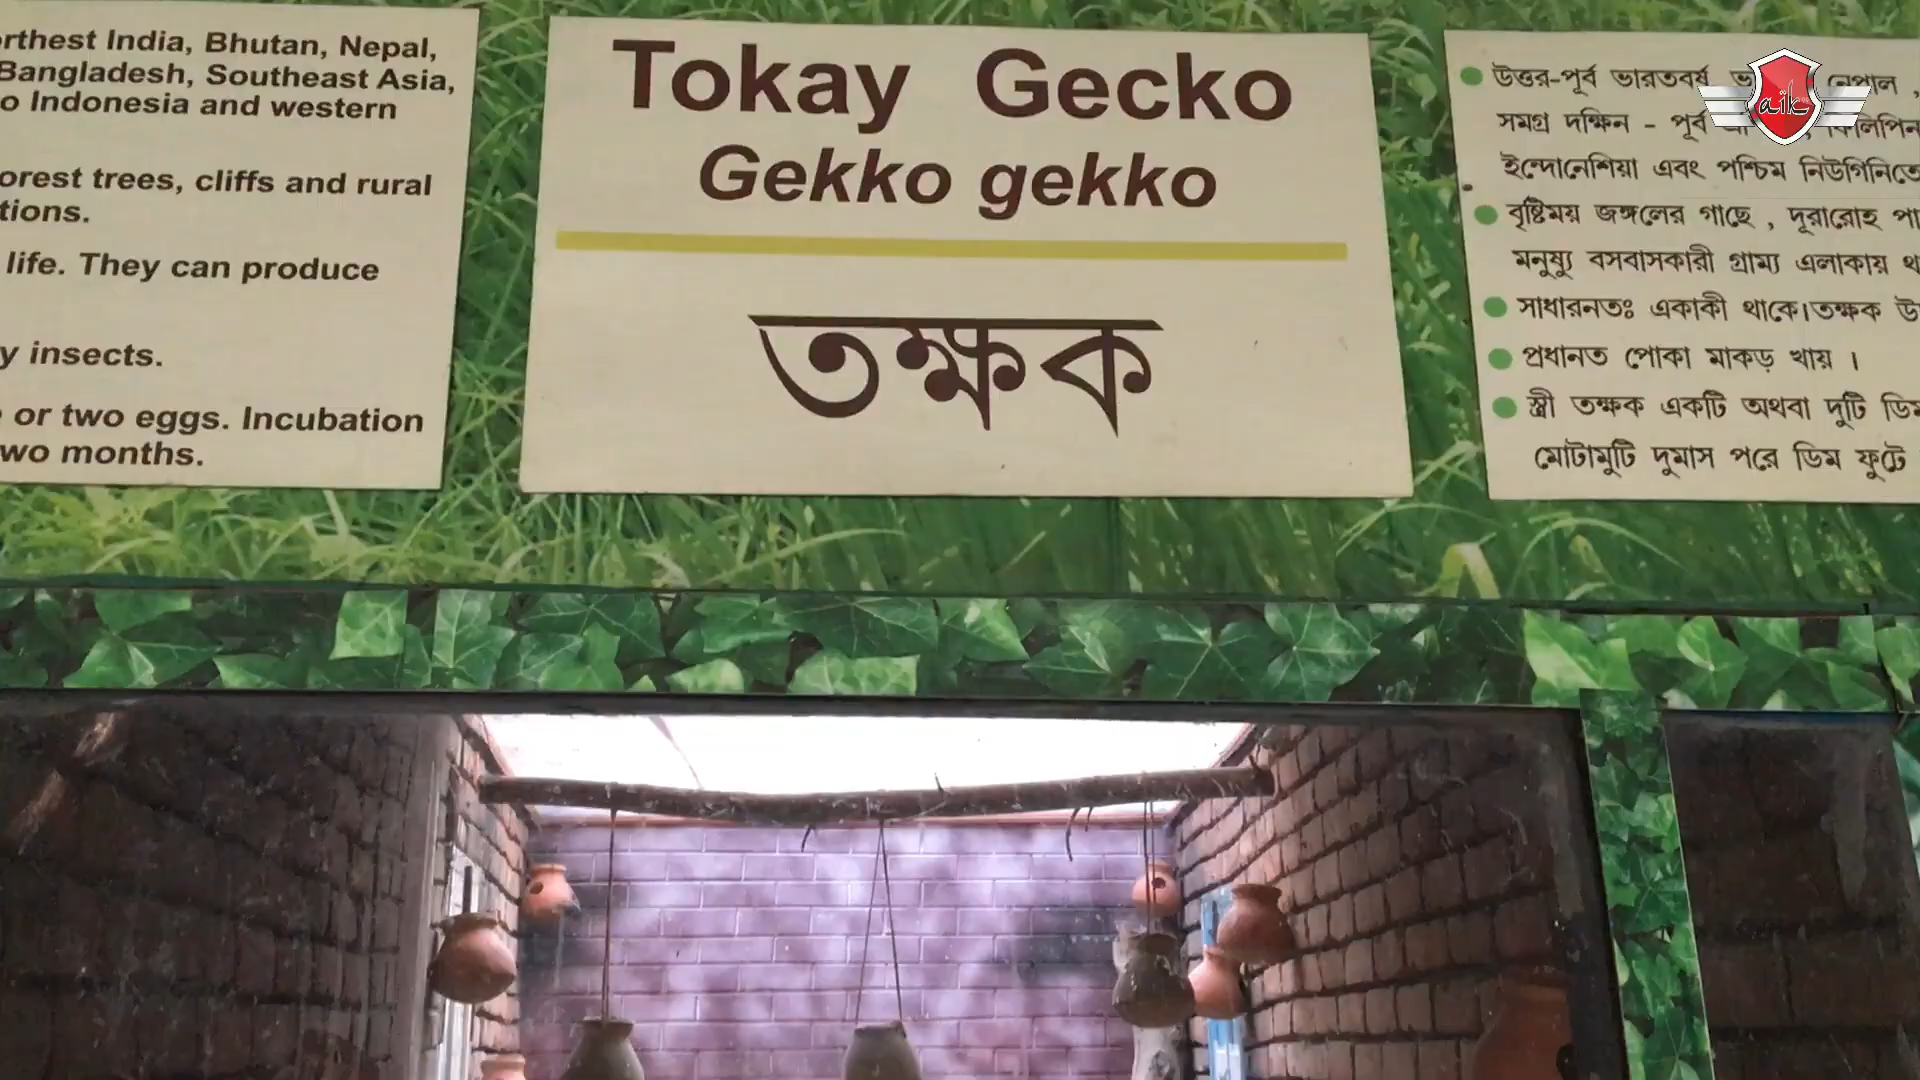 rthest India, Bhutan, Nepal,
Bangladesh, Southeast Asia,
o Indonesia and western
orest trees, cliffs and rural
tions.
life. They can produce
y insects.
or two eggs. Incubation
wo months.
Tokay Gecko
Gekko gekko
তক্ষক
উত্তর-পূর্ব ভারতবর্ষ নেপাল ,
সমগ্র দক্ষিন - পূর্ব
ইন্দোনেশিয়া এবং পশ্চিম নিউগিনিতে
বৃষ্টিময় জঙ্গলের গাছে , দূরারোহ পা
মনুষ্য বসবাসকারী গ্রাম্য এলাকায় থ
সাধারনতঃ একাকী থাকে।তক্ষক উ
প্রধানত পোকা মাকড় খায় ।
স্ত্রী তক্ষক একটি অথবা দুটি ডিম
মোটামুটি দুমাস পরে ডিম ফুটে
aik